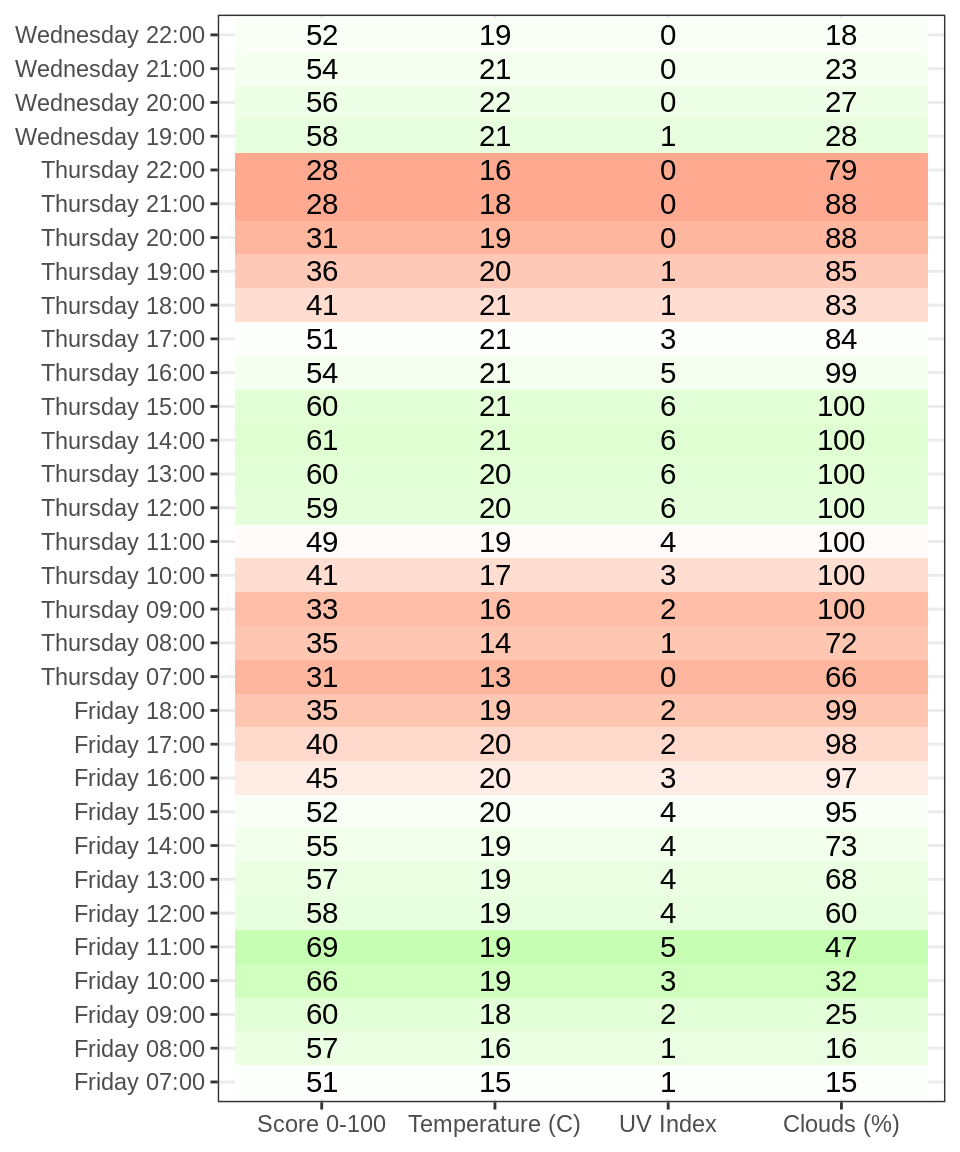 Wednesday 22:00 52 19 0 18
Wednesday 21:00 54 21 0 23
Wednesday 20:00 56 22 0 27
Wednesday 19:00 58 21 1 28
Thursday 22:00 28 16 0 79
Thursday 21:00 28 18 0 88
Thursday 20:00 31 19 0 88
Thursday 19:00 36 20 1 85
Thursday 18:00 41 21 1 83
Thursday 17:00 51 21 3 84
Thursday 16:00 54 21 5 99
Thursday 15:00 60 21 6 100
Thursday 14:00 61 21 6 100
Thursday 13:00 60 20 6 100
Thursday 12:00 59 20 6 100
Thursday 11:00 49 19 4 100
Thursday 10:00 41 17 3 100
Thursday 09:00 33 16 2 100
Thursday 08:00 35 14 1 72
Thursday 07:00 31 13 0 66
Friday 18:00 35 19 2 99
Friday 17:00 40 20 2 98
Friday 16:00 45 20 3 97
Friday 15:00 52 20 4 95
Friday 14:00 55 19 4 73
Friday 13:00 57 19 4 68
Friday 12:00 58 19 4 60
Friday 11:00 69 19 5 47
Friday 10:00 66 19 3 32
Friday 09:00 60 18 2 25
Friday 08:00 57 16 1 16
Friday 07:00 51 15 1 15
Score 0-100 Temperature (C) UV Index Clouds (%)